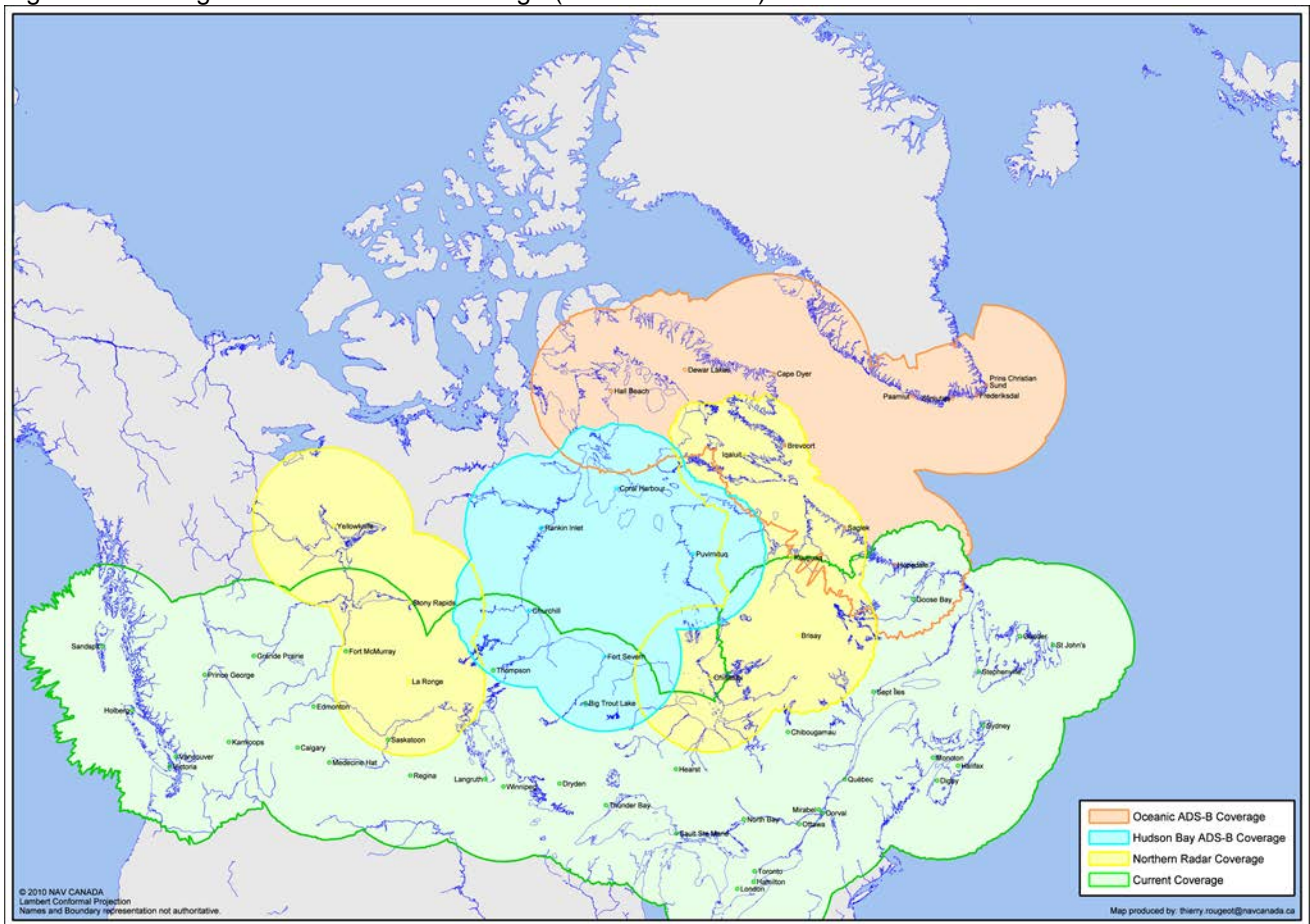 Dewar Lakes
Cape Dyer
Hall Beach
Prins Christian
Sund
Paamiut
Frederiksdal
Brevoort
Iqaluit
Coral Harbour
Yellowknife
Rankin Inlet
Saglek
Puvirnituq
Kuujjuaq
Hopedale
Goose Bay
Stony Rapids
Churchill
Brisay
Gander
St John's
Sandspit
Grande Prairie
Fort McMurray
Fort Severn
Prince George
Thompson
La Ronge
Chisasibi
Stephenville
Sept Iles
Holberg
Edmonton
Big Trout Lake
Sydney
Kamloops
Calgary
Saskatoon
Chibougamau
Vancouver
Victoria
Medecine Hat
Moncton
Halifax
Regina
Langruth
Winnipeg
Dryden
Hearst
Québec
Digby
Thunder Bay
Mirabel
Dorval
North Bay
Ottawa
Sault Ste Marie
Toronto
Hamilton
London
Oceanic ADS-B Coverage
Hudson Bay ADS-B Coverage
Northern Radar Coverage
Current Coverage
© 2010 NAV CANADA
Lambert Conformal Projection
Names and Boundary representation not authoritative.
Map produced by: thierry.rougeot@navcanada.ca